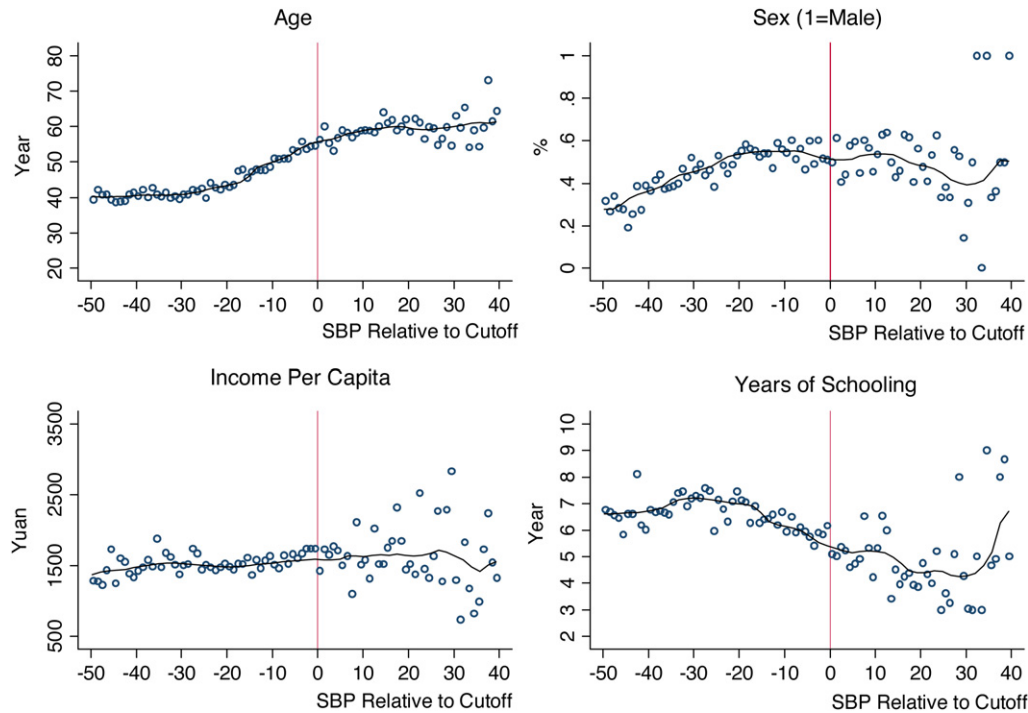 Age
Year
80
70
60
50
40
30
20
-50 -40 -30 -20 -10 0 10 20 30 40
SBP Relative to Cutoff
Sex (1=Male)
%
1
.8
.6
.4
.2
0
-50 -40 -30 -20 -10 0 10 20 30 40
SBP Relative to Cutoff
Income Per Capita
Yuan
3500
2500
1500
500
-50 -40 -30 -20 -10 0 10 20 30 40
SBP Relative to Cutoff
Years of Schooling
Year
10
9
8
7
6
5
4
3
2
-50 -40 -30 -20 -10 0 10 20 30 40
SBP Relative to Cutoff